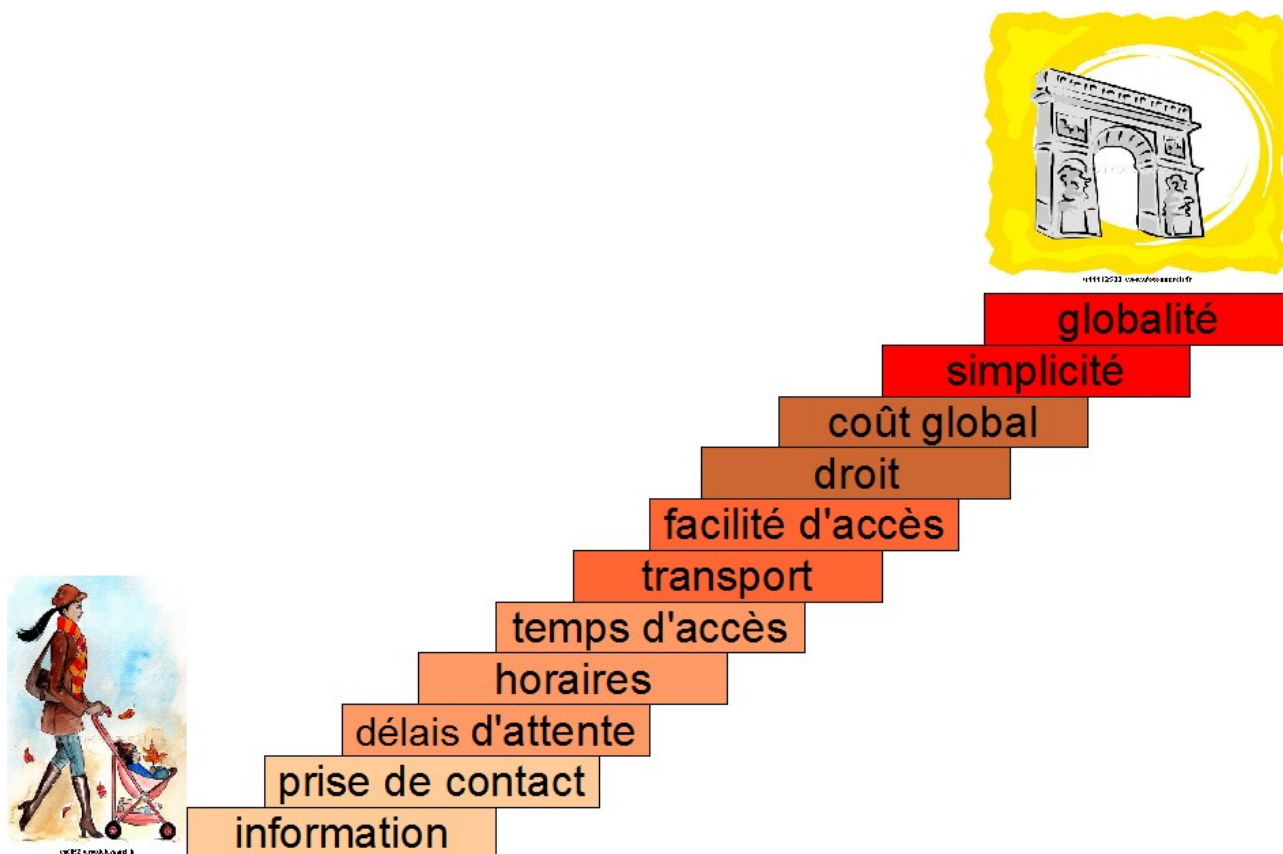 globalité
simplicité
coût global
droit
facilité d'accès
transport
temps d'accès
horaires
délais d'attente
prise de contact
information